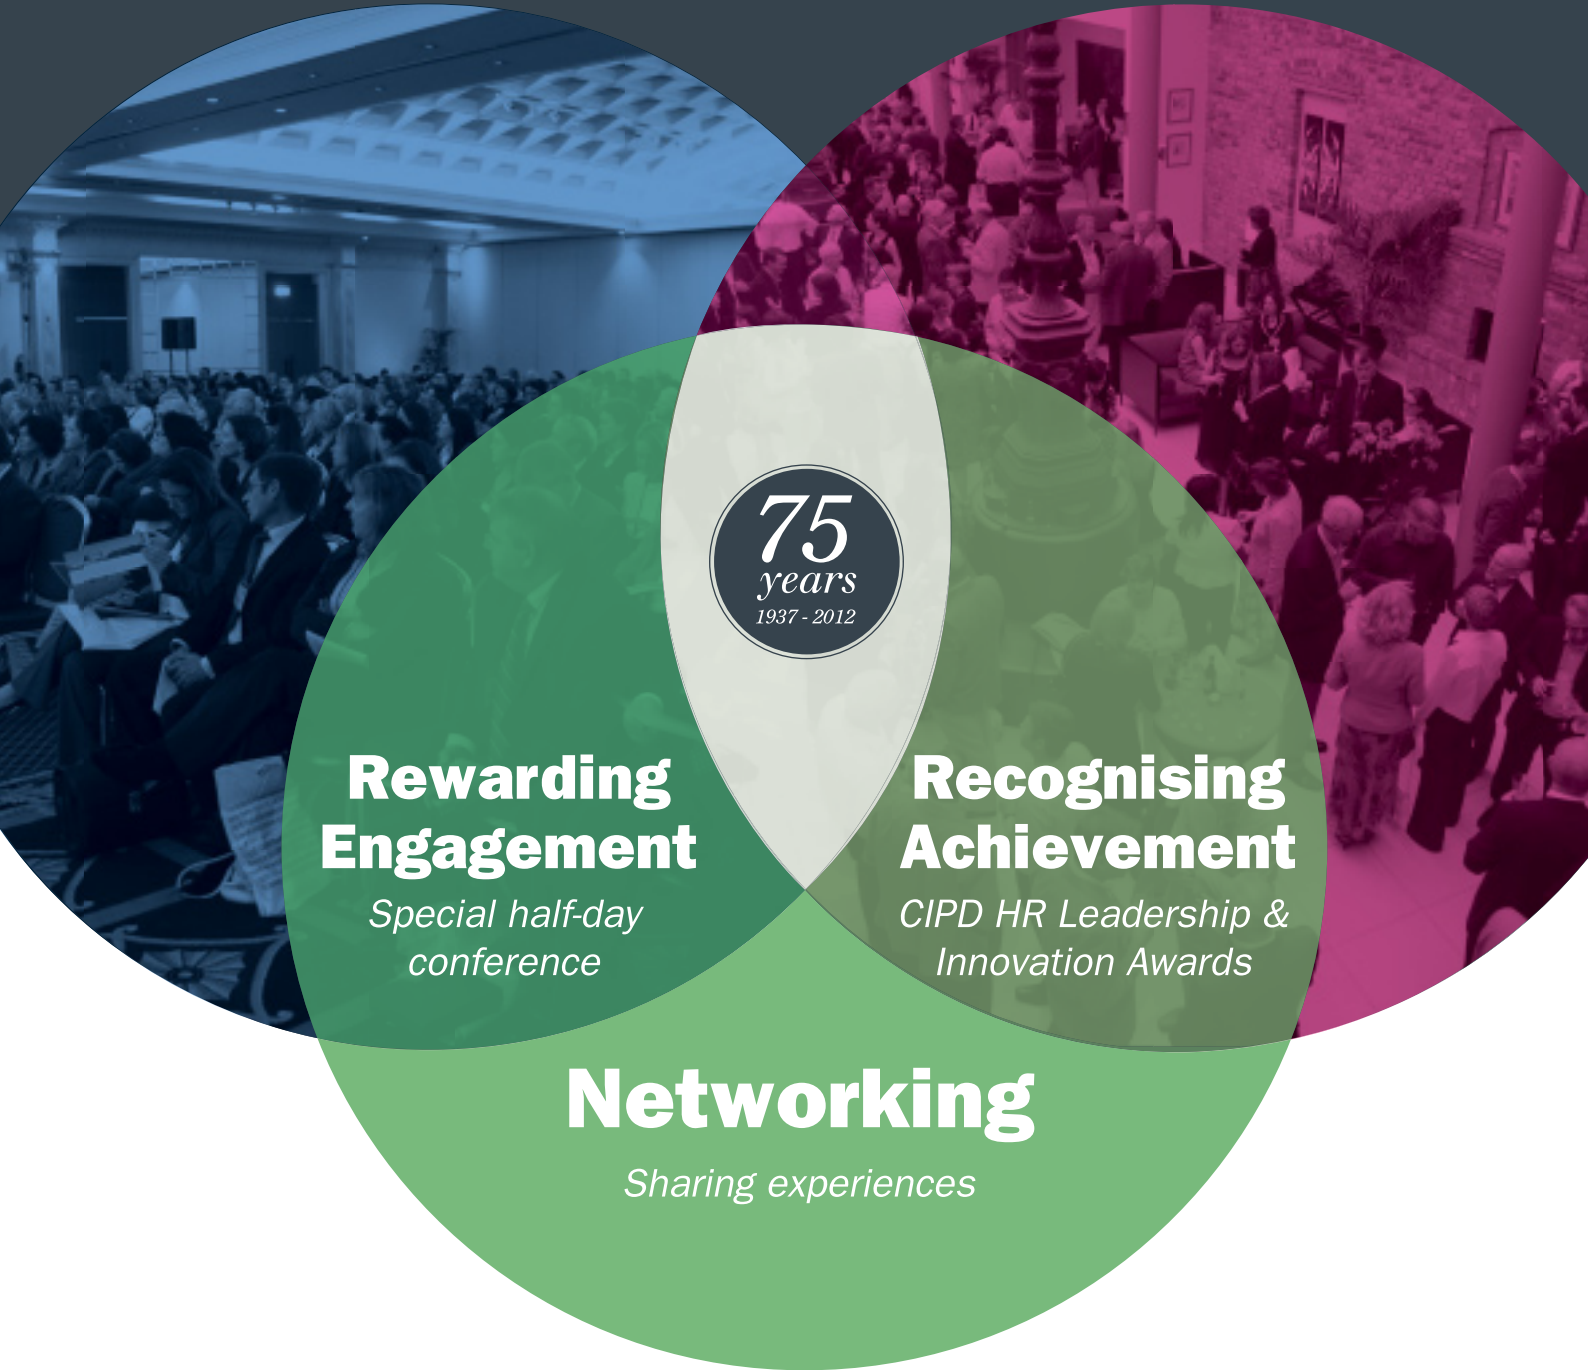 75
years
1937 - 2012
Rewarding
Engagement
Special half-day
conference
Recognising
Achievement
CIPD HR Leadership &
Innovation Awards
Networking
Sharing experiences